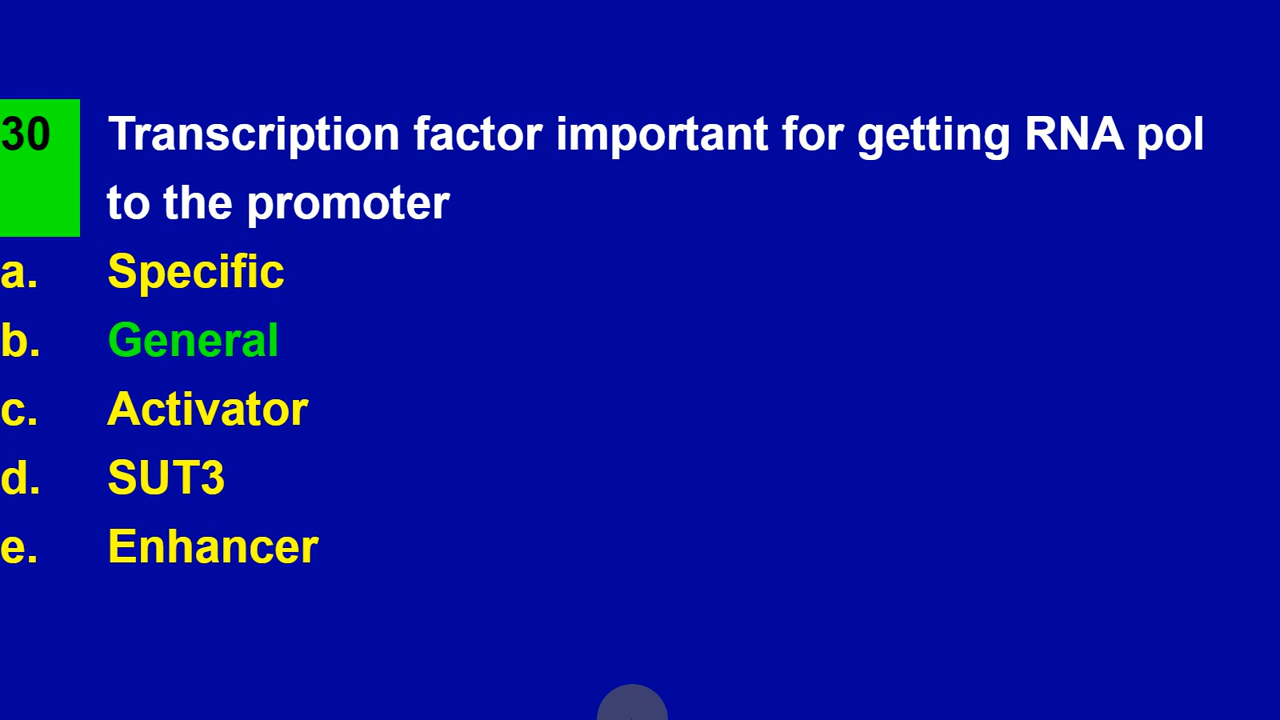 30 Transcription factor important for getting RNA pol
to the promoter
a. Specific
b. General
c. Activator
d. SUT3
e. Enhancer